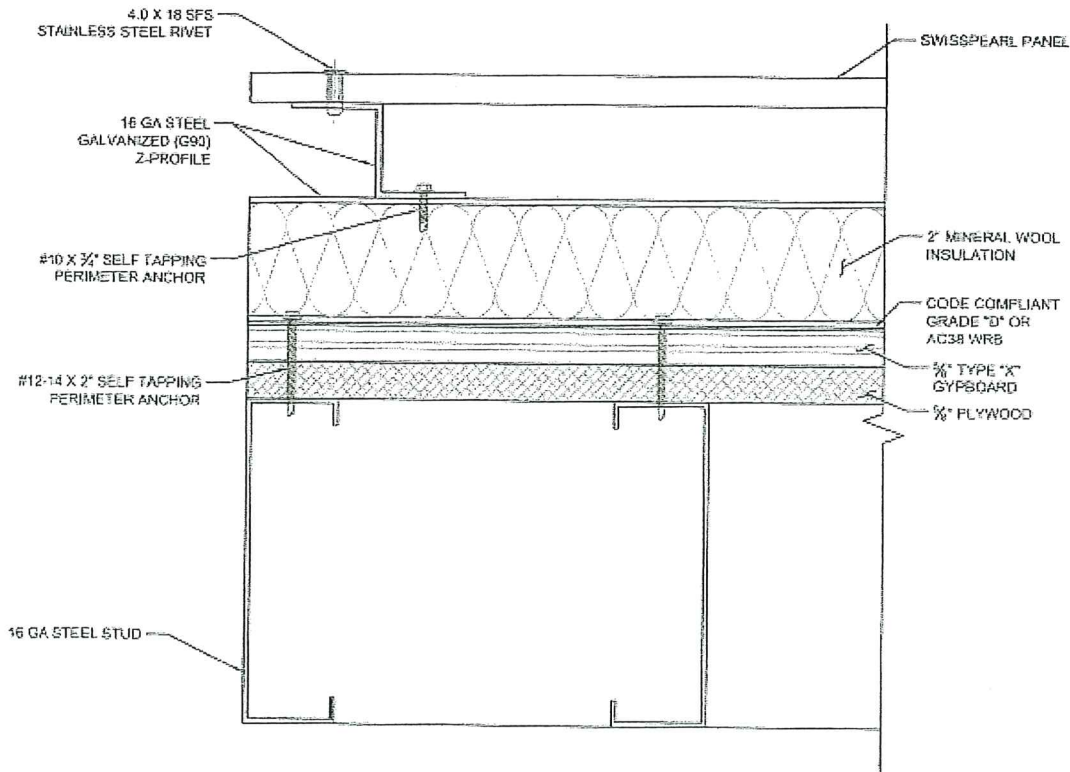 4.0 X 18 SFS
STAINLESS STEEL RIVET
SWISSPEARL PANEL
16 GA STEEL
GALVANIZED (G90)
Z-PROFILE
#10 X ¾" SELF TAPPING
PERIMETER ANCHOR
2" MINERAL WOOL
INSULATION
CODE COMPLIANT
GRADE "D" OR
AC38 WRB
#12-14 X 2" SELF TAPPING
PERIMETER ANCHOR
⅝" TYPE "X"
GYPBOARD
⅝" PLYWOOD
16 GA STEEL STUD